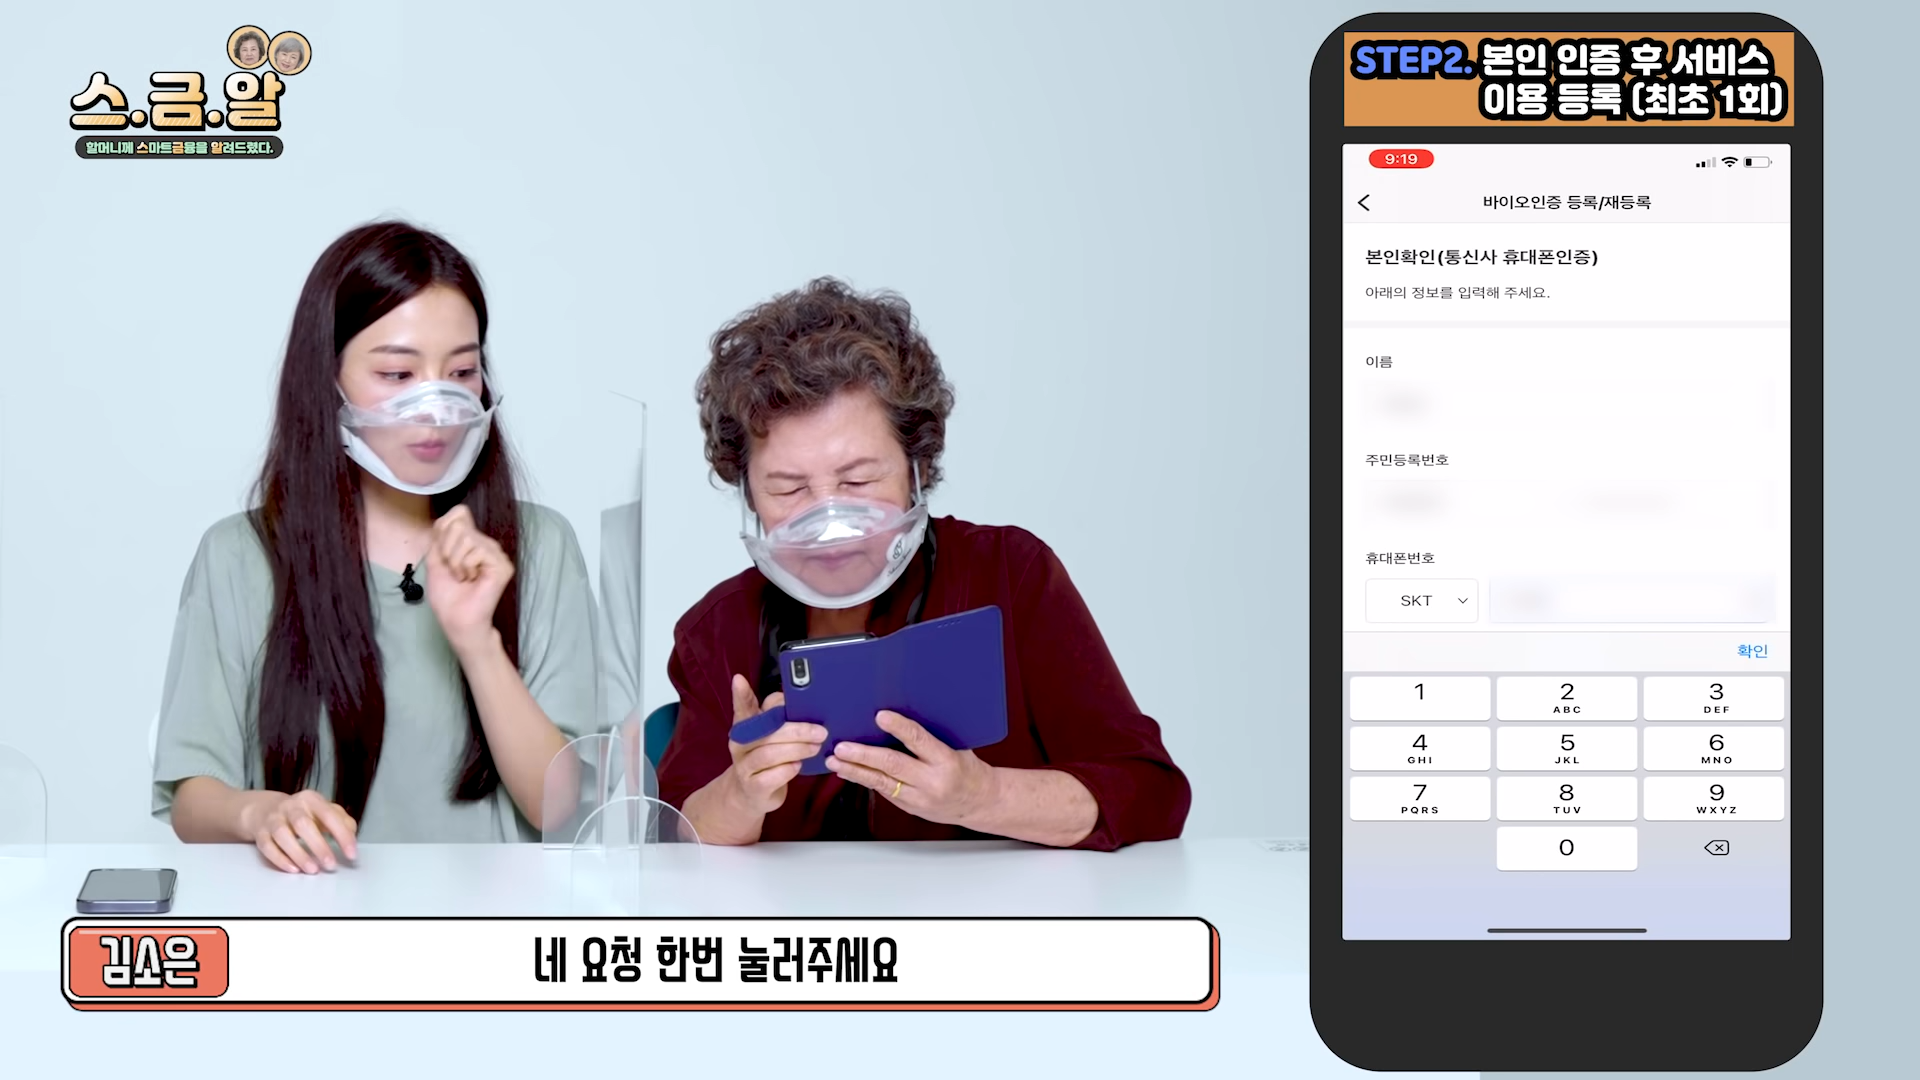 스.금.알
할머니께 스마트금융을 알려드렸다.
STEP2. 본인 인증 후 서비스
이용 등록 (최초 1회)
9:19
바이오인증 등록/재등록
본인확인(통신사 휴대폰인증)
아래의 정보를 입력해 주세요.
이름
주민등록번호
휴대폰번호
SKT
확인
1
2
ABC
3
DEF
4
GHI
5
JKL
6
MNO
7
PQRS
8
TUV
9
WXYZ
0
김소은
네 요청 한번 눌러주세요